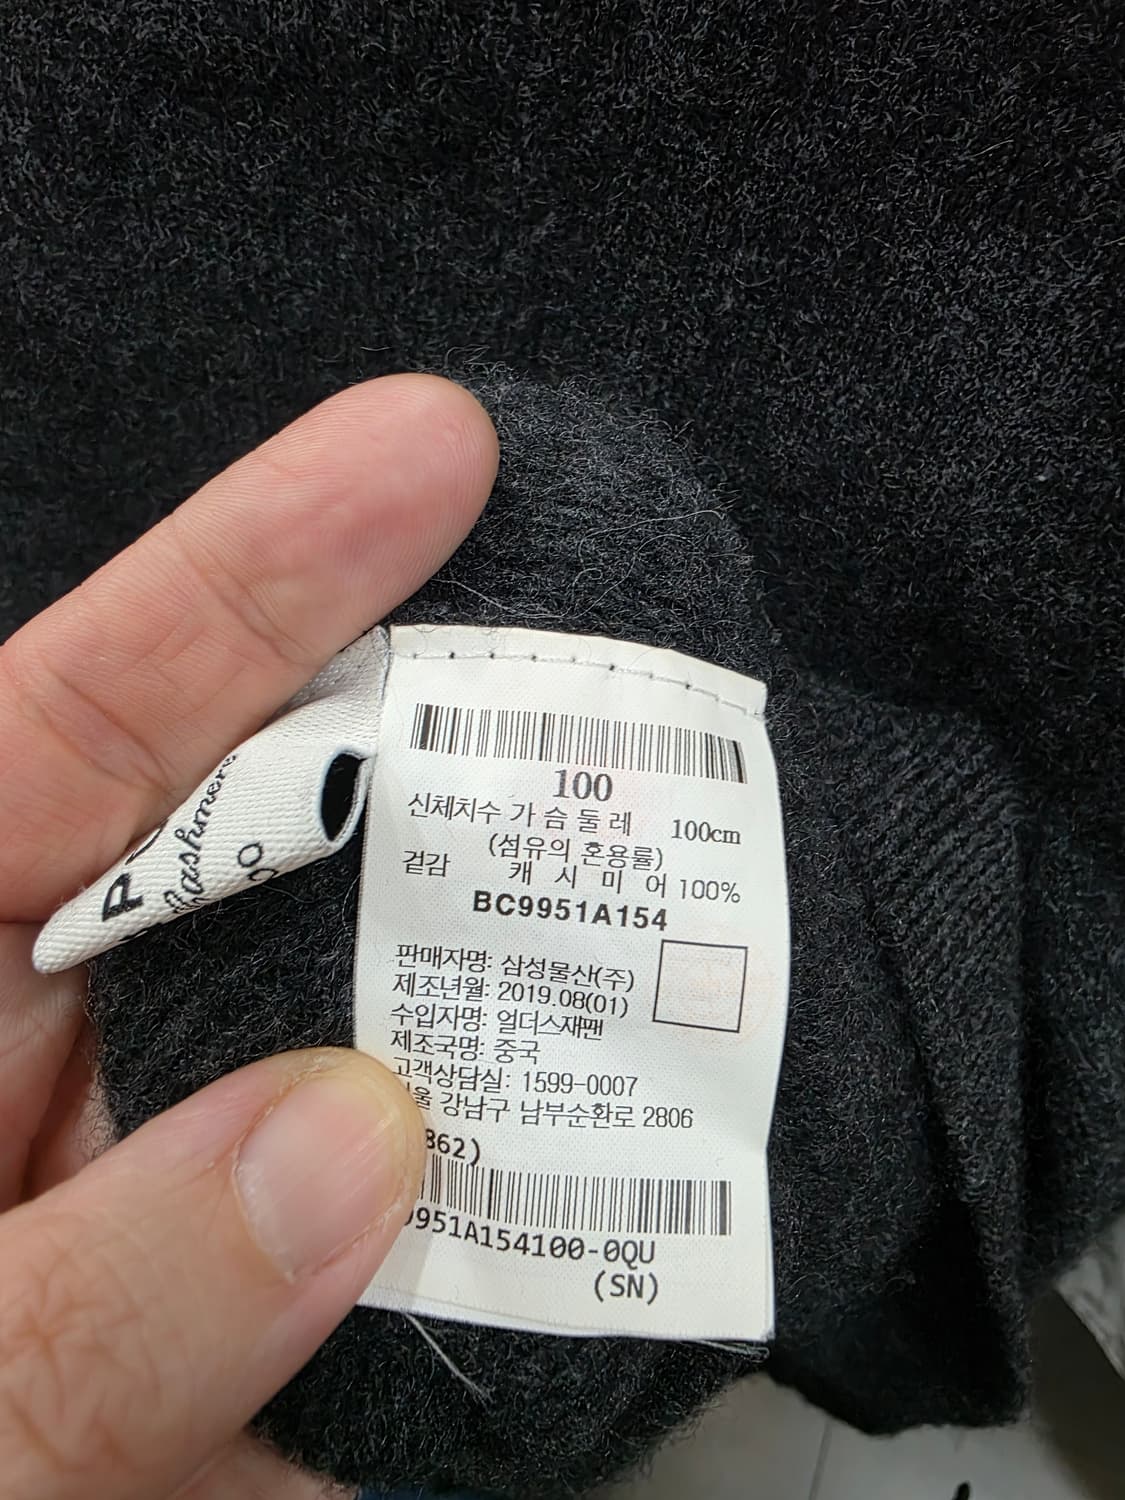 100
신체치수 가슴둘레 100cm
(섬유의 혼용률)
겉감 캐시미어 100%
BC9951A154
판매자명: 삼성물산(주)
제조년월: 2019.08(01)
수입자명: 얼더스재팬
제조국명: 중국
고객상담실: 1599-0007
강남구 남부순환로 2806
862)
9951A154100-0QU
(SN)
P
Cashmere